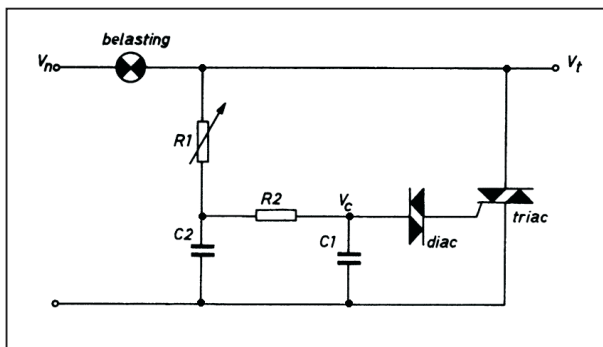 belasting
Vn
Vt
R1
R2
Vc
C2
C1
diac
triac